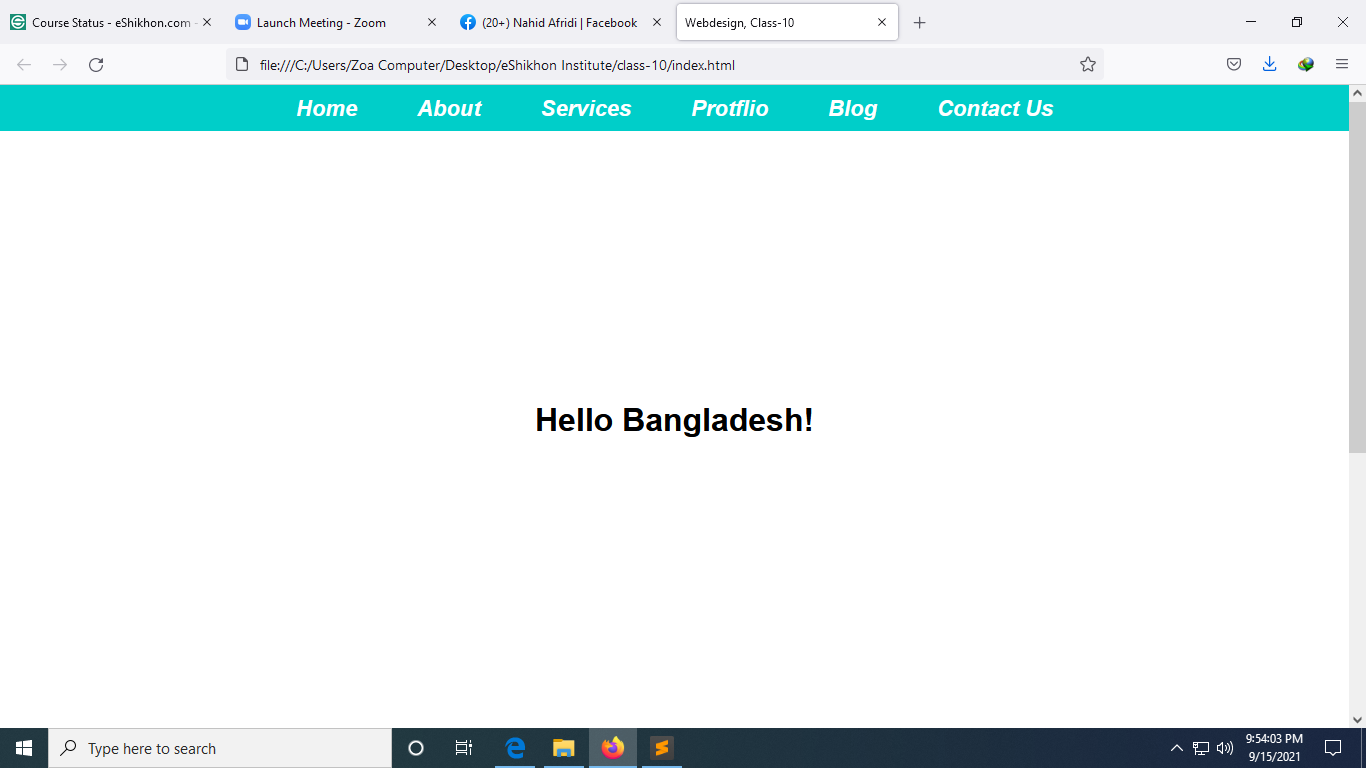 Course Status - eShikhon.com -
Launch Meeting - Zoom
(20+) Nahid Afridi | Facebook
Webdesign, Class-10
file:///C:/Users/Zoa Computer/Desktop/eShikhon Institute/class-10/index.html
Home About Services Protflio Blog Contact Us
Hello Bangladesh!
Type here to search
9:54:03 PM
9/15/2021